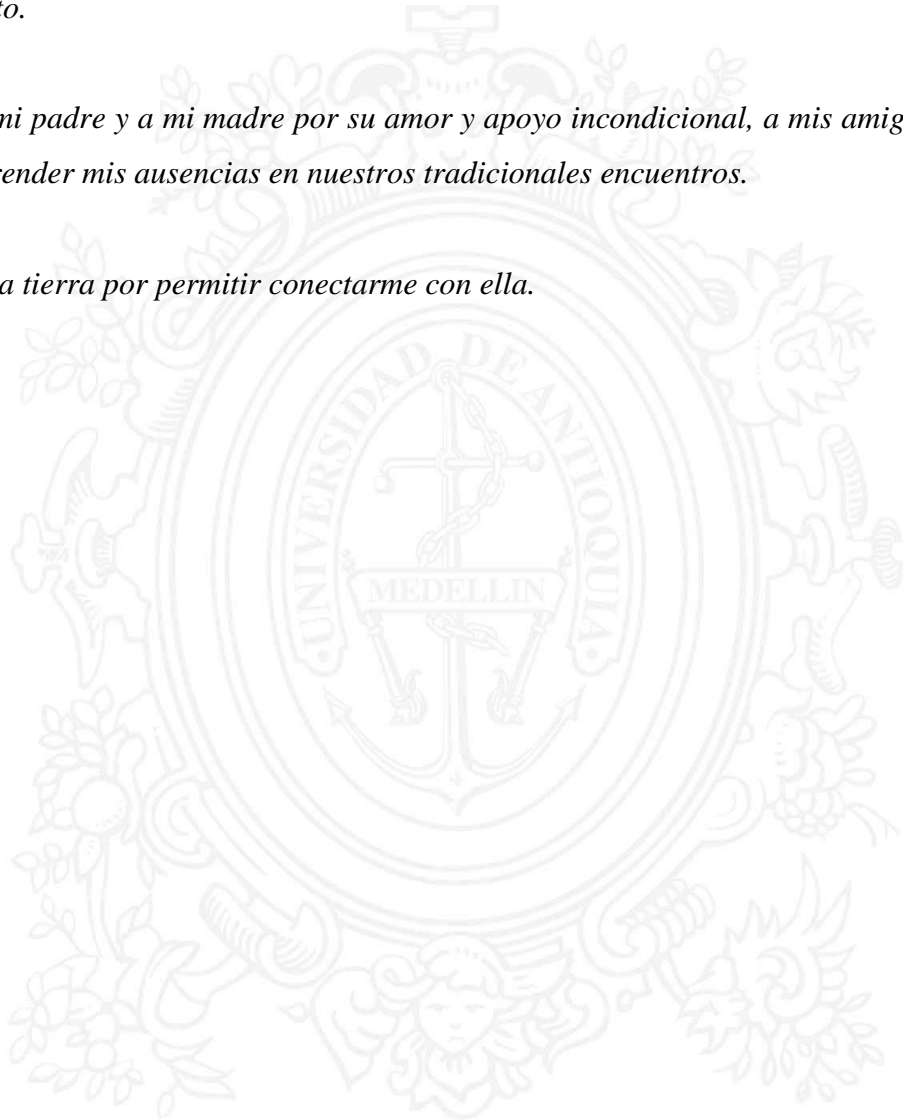 to.
mi padre y a mi madre por su amor y apoyo incondicional, a mis amig
render mis ausencias en nuestros tradicionales encuentros.
a tierra por permitir conectarme con ella.
UNIVERSIDAD DE ANTIOQUIA
MEDELLIN